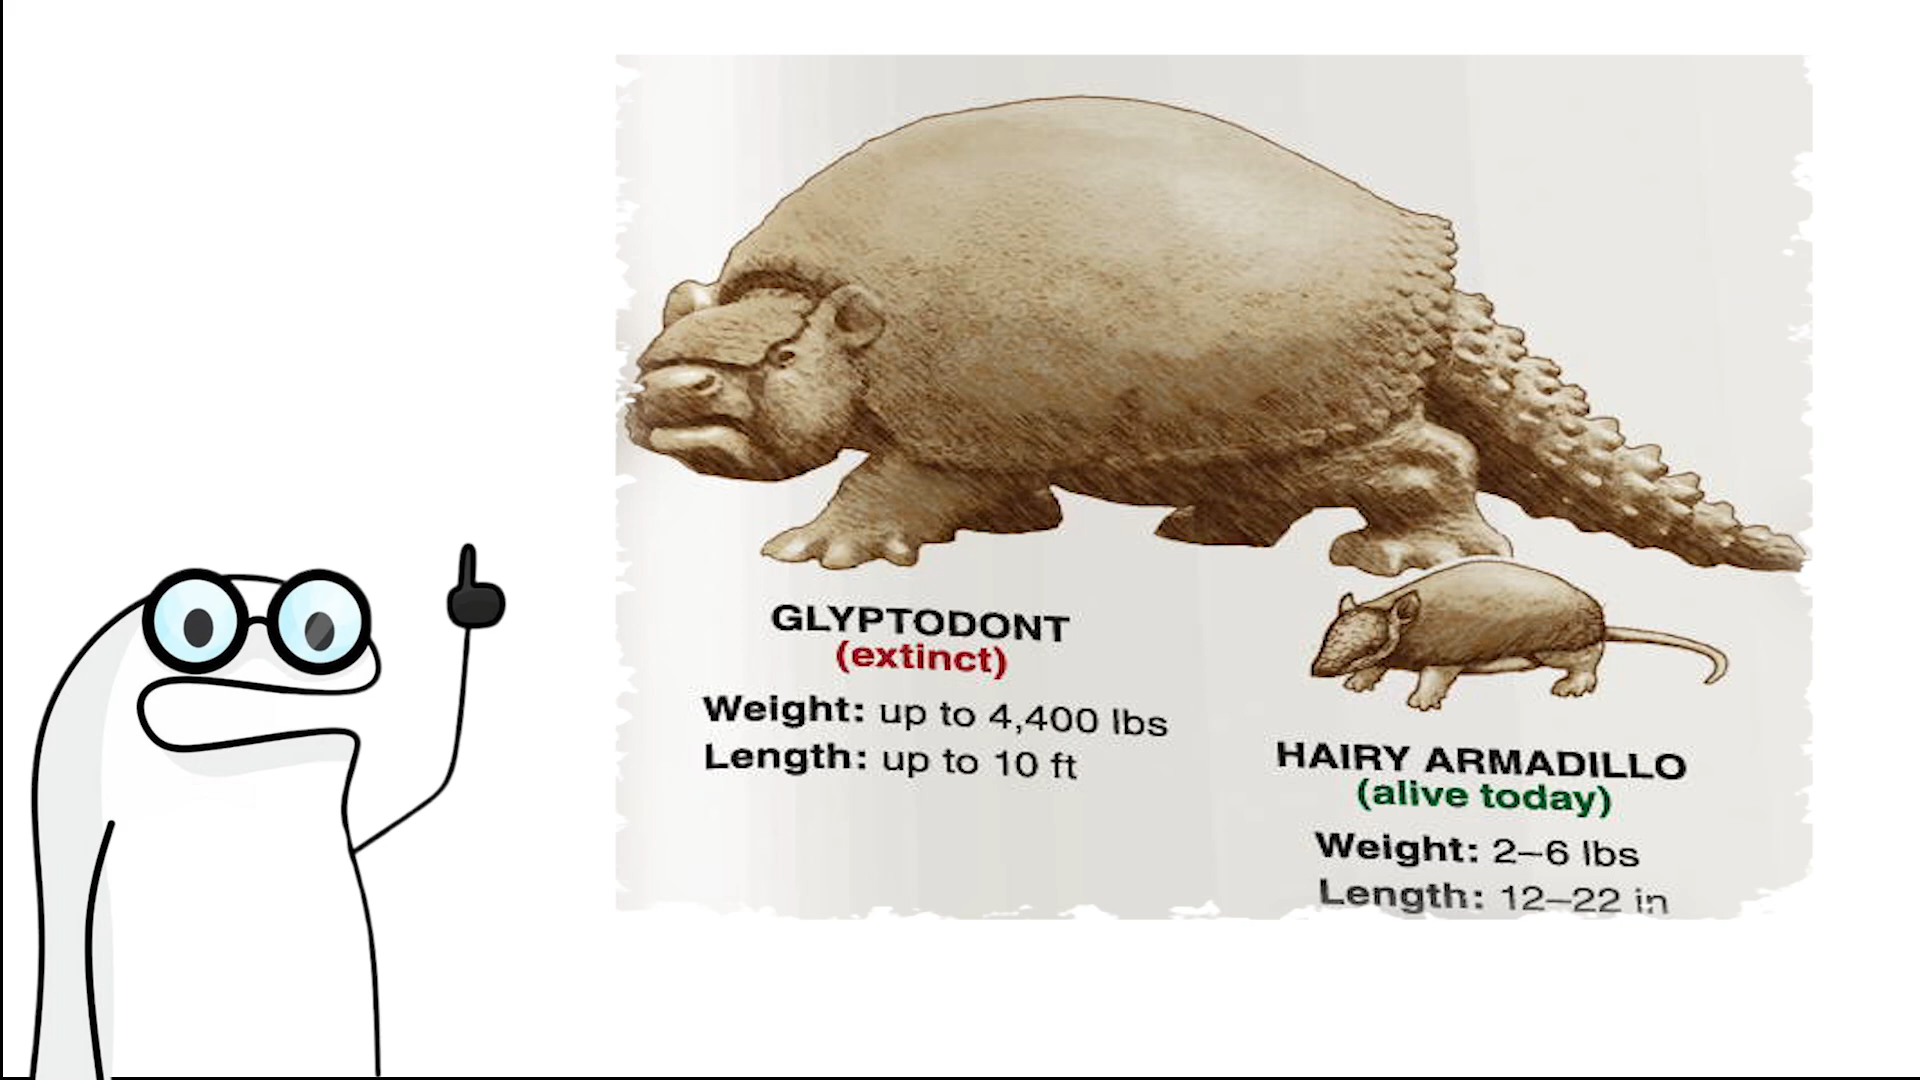 GLYPTODONT
(extinct)
Weight: up to 4,400 lbs
Length: up to 10 ft
HAIRY ARMADILLO
(alive today)
Weight: 2–6 lbs
Length: 12–22 in